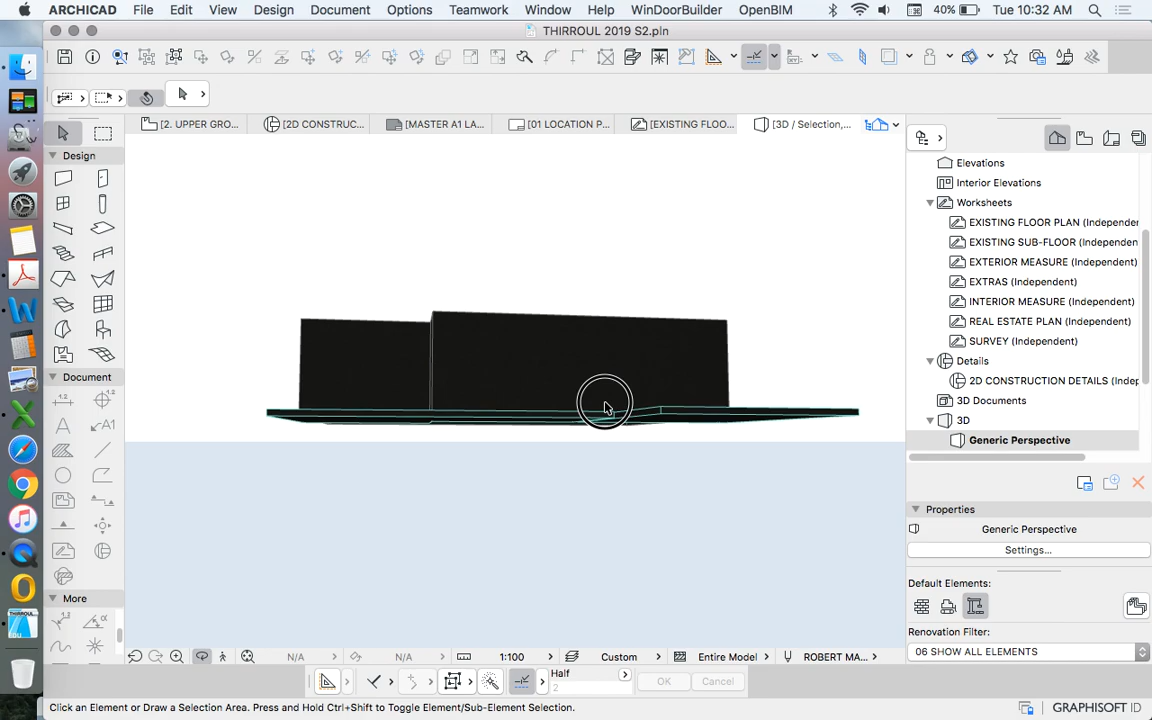 ARCHICAD File Edit View Design Document Options Teamwork Window Help WinDoorBuilder OpenBIM 40% Tue 10:32 AM
THIRROUL 2019 S2.pln
[2. UPPER GRO... [2D CONSTRUC... [MASTER A1 LA... [01 LOCATION P... [EXISTING FLOO... [3D / Selection,...
Design
Document
More
Elevations
Interior Elevations
Worksheets
EXISTING FLOOR PLAN (Independer
EXISTING SUB-FLOOR (Independen
EXTERIOR MEASURE (Independent)
EXTRAS (Independent)
INTERIOR MEASURE (Independent)
REAL ESTATE PLAN (Independent)
SURVEY (Independent)
Details
2D CONSTRUCTION DETAILS (Indep
3D Documents
3D
Generic Perspective
Properties
Generic Perspective
Settings...
Default Elements:
Renovation Filter:
06 SHOW ALL ELEMENTS
N/A N/A 1:100 Custom Entire Model ROBERT MA...
Half
2
OK Cancel
Click an Element or Draw a Selection Area. Press and Hold Ctrl+Shift to Toggle Element/Sub-Element Selection.
GRAPHISOFT ID